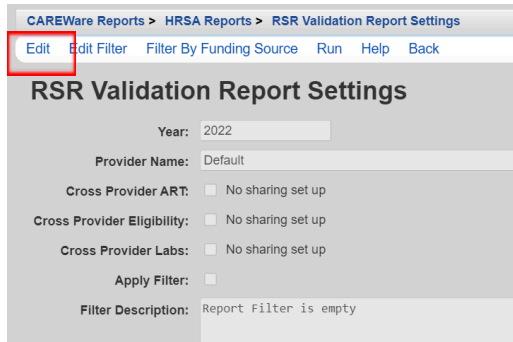 CAREWare Reports > HRSA Reports > RSR Validation Report Settings
Edit Edit Filter Filter By Funding Source Run Help Back
RSR Validation Report Settings
Year: 2022
Provider Name: Default
Cross Provider ART: No sharing set up
Cross Provider Eligibility: No sharing set up
Cross Provider Labs: No sharing set up
Apply Filter:
Filter Description: Report Filter is empty